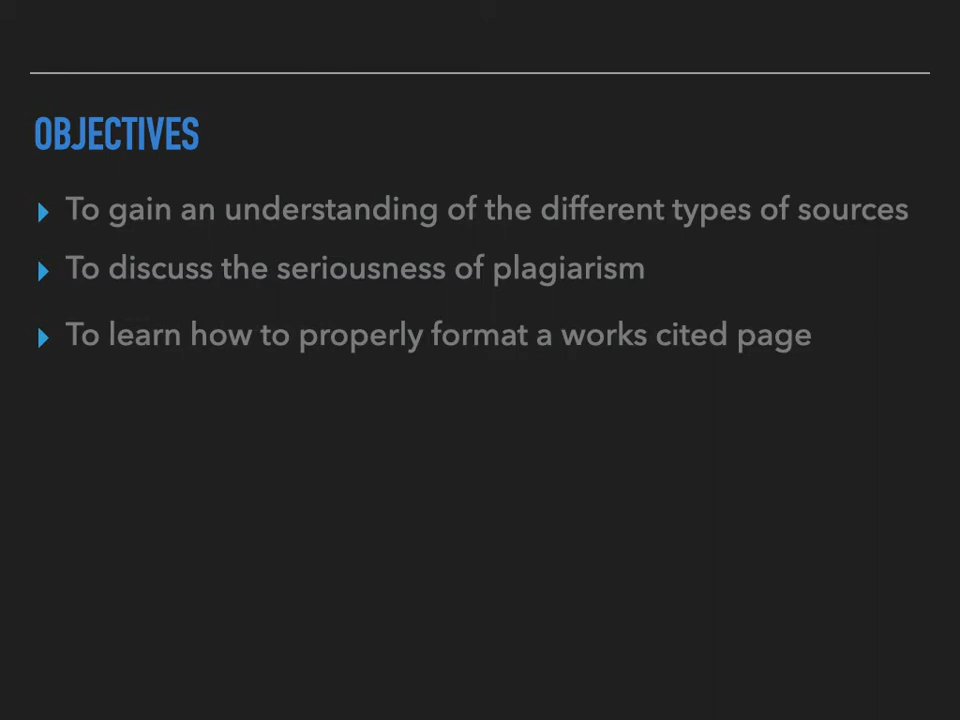 OBJECTIVES
To gain an understanding of the different types of sources
To discuss the seriousness of plagiarism
To learn how to properly format a works cited page